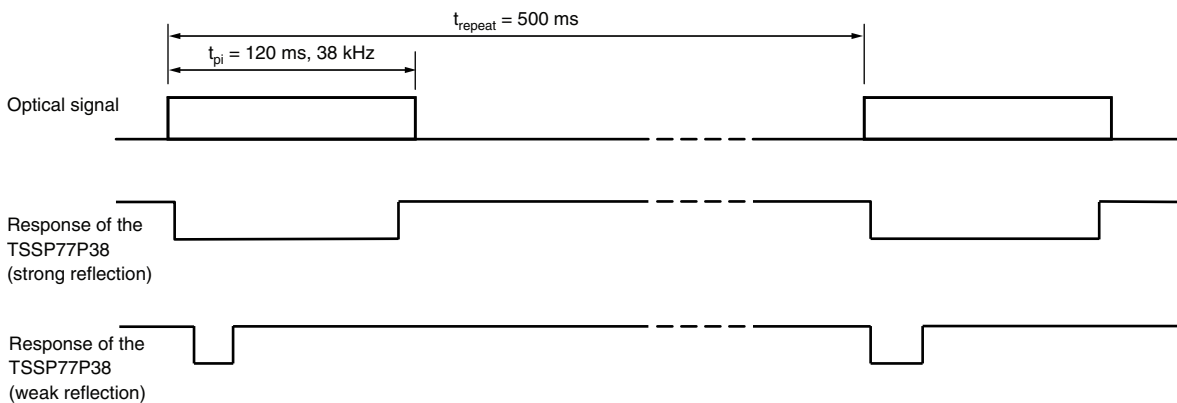 t_repeat = 500 ms
t_pi = 120 ms, 38 kHz
Optical signal
Response of the
TSSP77P38
(strong reflection)
Response of the
TSSP77P38
(weak reflection)